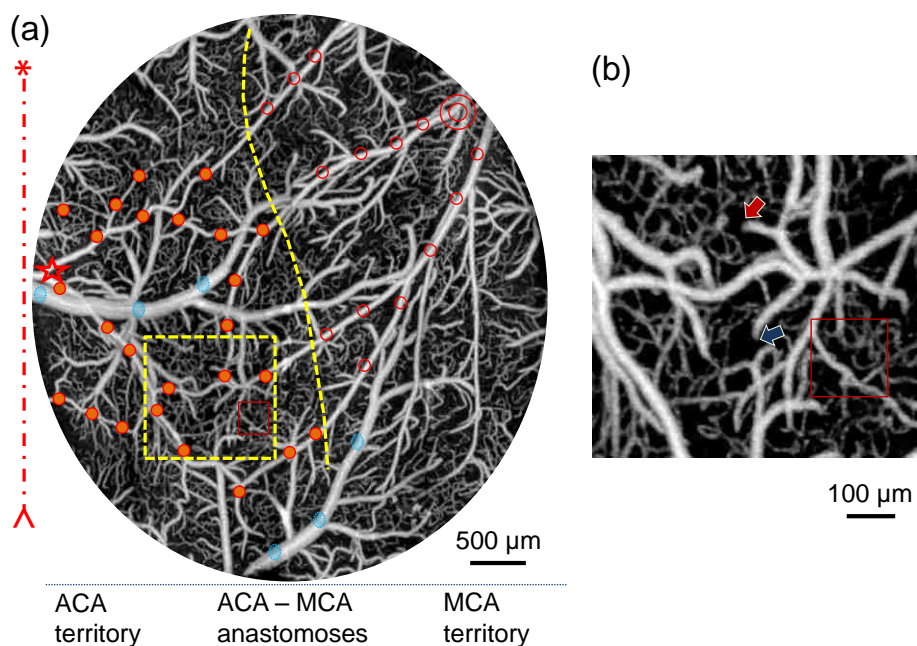 (a)
(b)
500 µm
100 µm
ACA territory
ACA – MCA anastomoses
MCA territory